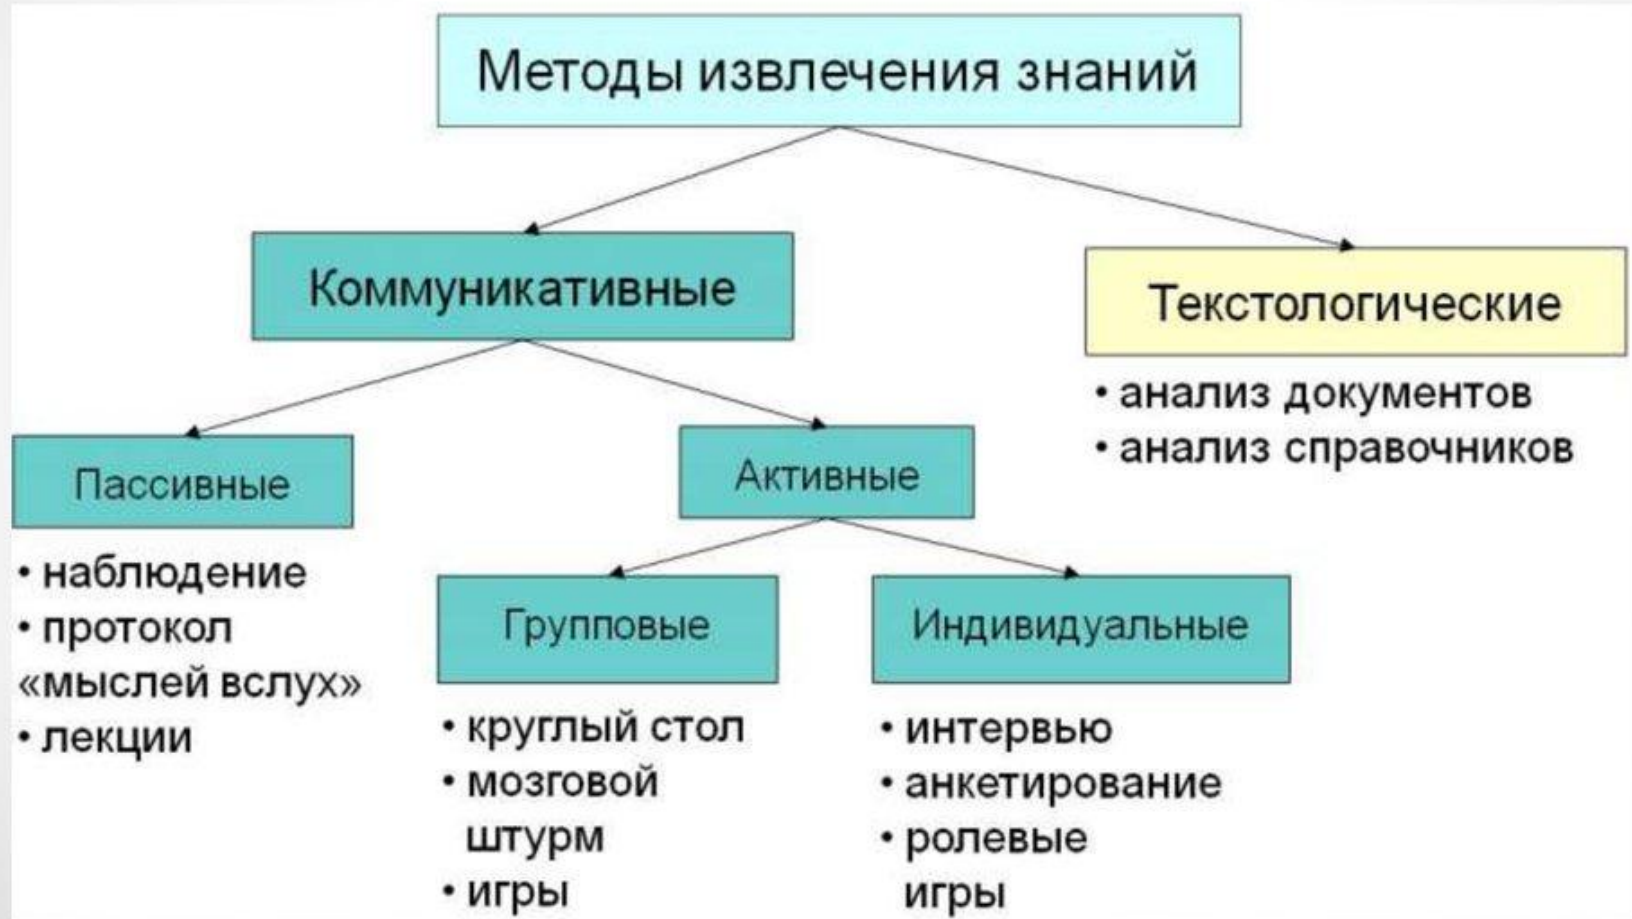 Методы извлечения знаний
Коммуникативные
Текстологические
• анализ документов
• анализ справочников
Пассивные
• наблюдение
• протокол
«мыслей вслух»
• лекции
Активные
Групповые
• круглый стол
• мозговой
штурм
• игры
Индивидуальные
• интервью
• анкетирование
• ролевые
игры